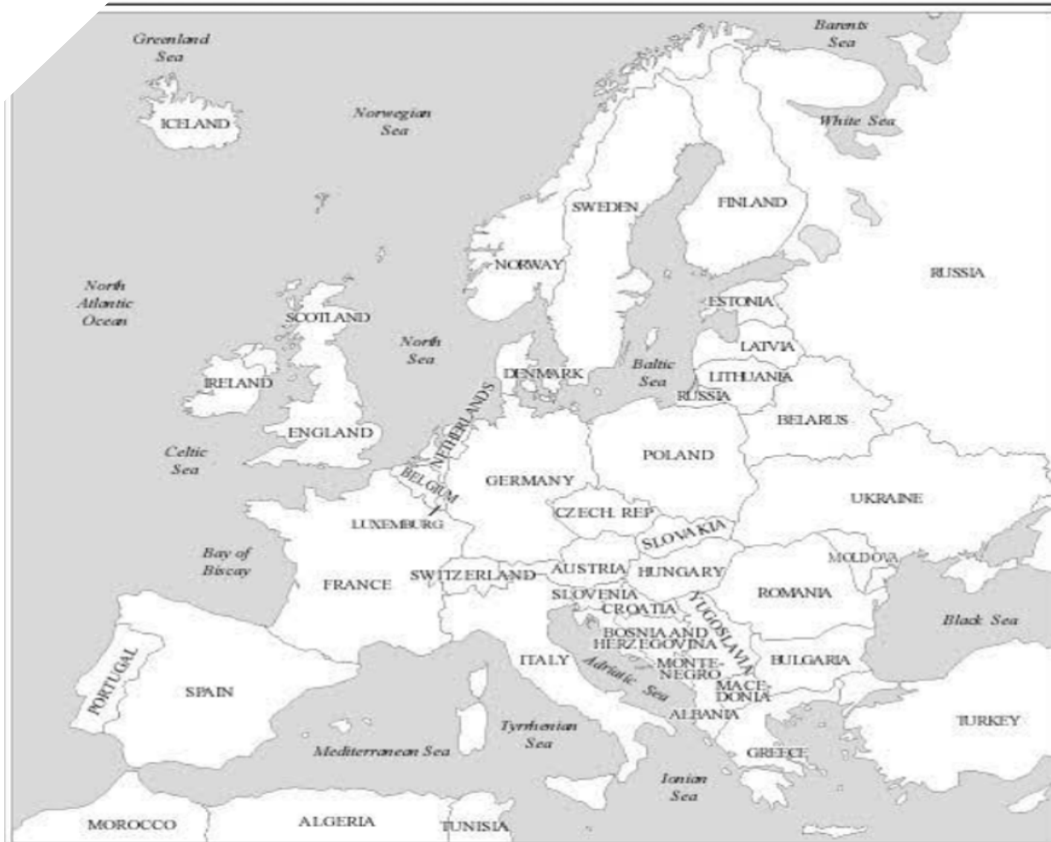 Greenland
Sea
Barents
Sea
ICELAND
Norwegian
Sea
White Sea
SWEDEN
FINLAND
NORWAY
RUSSIA
North
Atlantic
Ocean
ESTONIA
SCOTLAND
North
Sea
LATVIA
Baltic
Sea
DENMARK
LITHUANIA
IRELAND
RUSSIA
NETHERLANDS
BELARUS
ENGLAND
Celtic
Sea
POLAND
BELGIUM
GERMANY
UKRAINE
CZECH. REP
LUXEMBURG
SLOVAKIA
Bay of
Biscay
MOLDOVA
SWITZERLAND
AUSTRIA
HUNGARY
FRANCE
SLOVENIA
ROMANIA
CROATIA
YUGOSLAVIA
Black Sea
BOSNIA AND
HERZEGOVINA
ITALY
Adriatic Sea
MONTE-
NEGRO
BULGARIA
PORTUGAL
SPAIN
MACE-
DONIA
ALBANIA
TURKEY
Tyrrhenian
Sea
Mediterranean Sea
GREECE
Ionian
Sea
MOROCCO
ALGERIA
TUNISIA